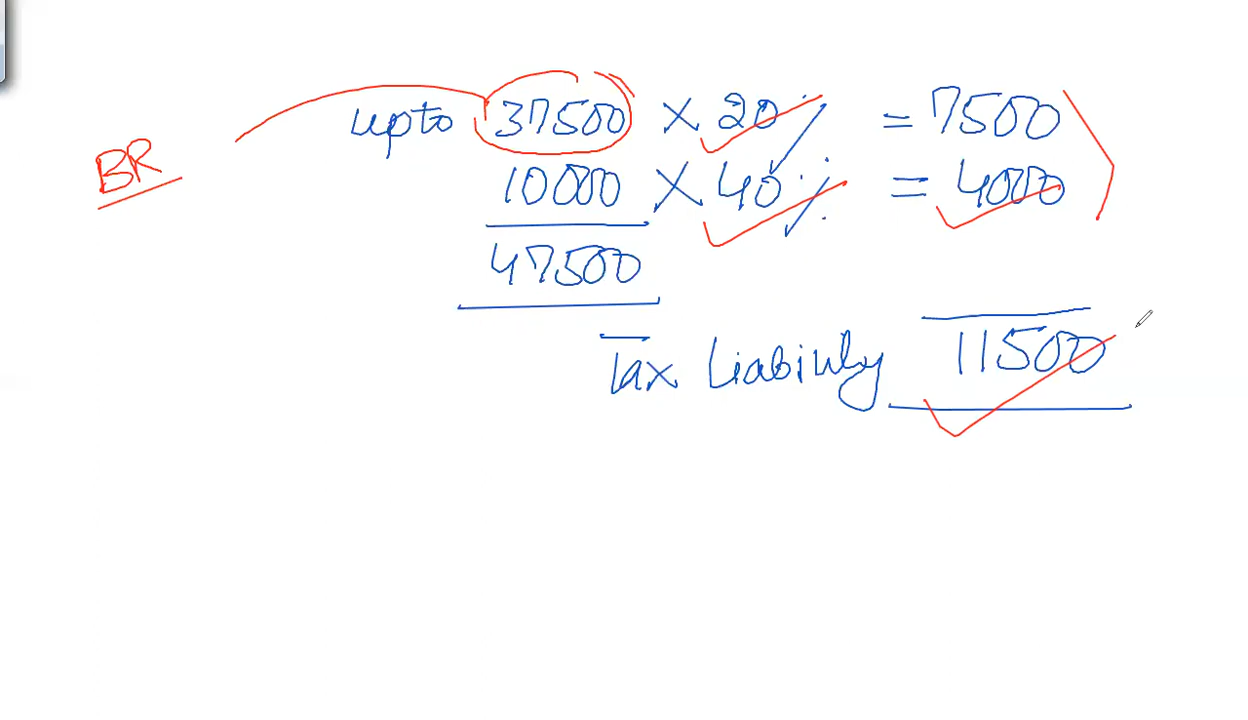 upto 37500 × 20% = 7500
BR
10000 × 40% = 4000
47500
Tax Liability 11500